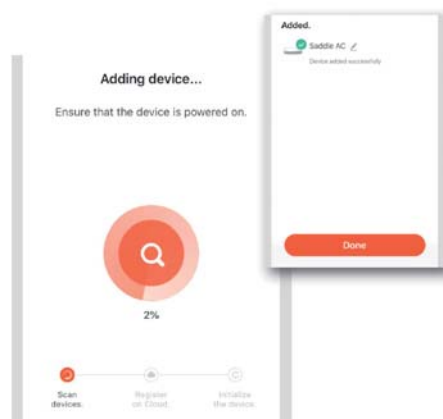 Adding device...
Ensure that the device is powered on.
2%
Scan
devices.
Register
on Cloud.
Initialize
the device.
Added.
Saddle AC
Device added successfully
Done